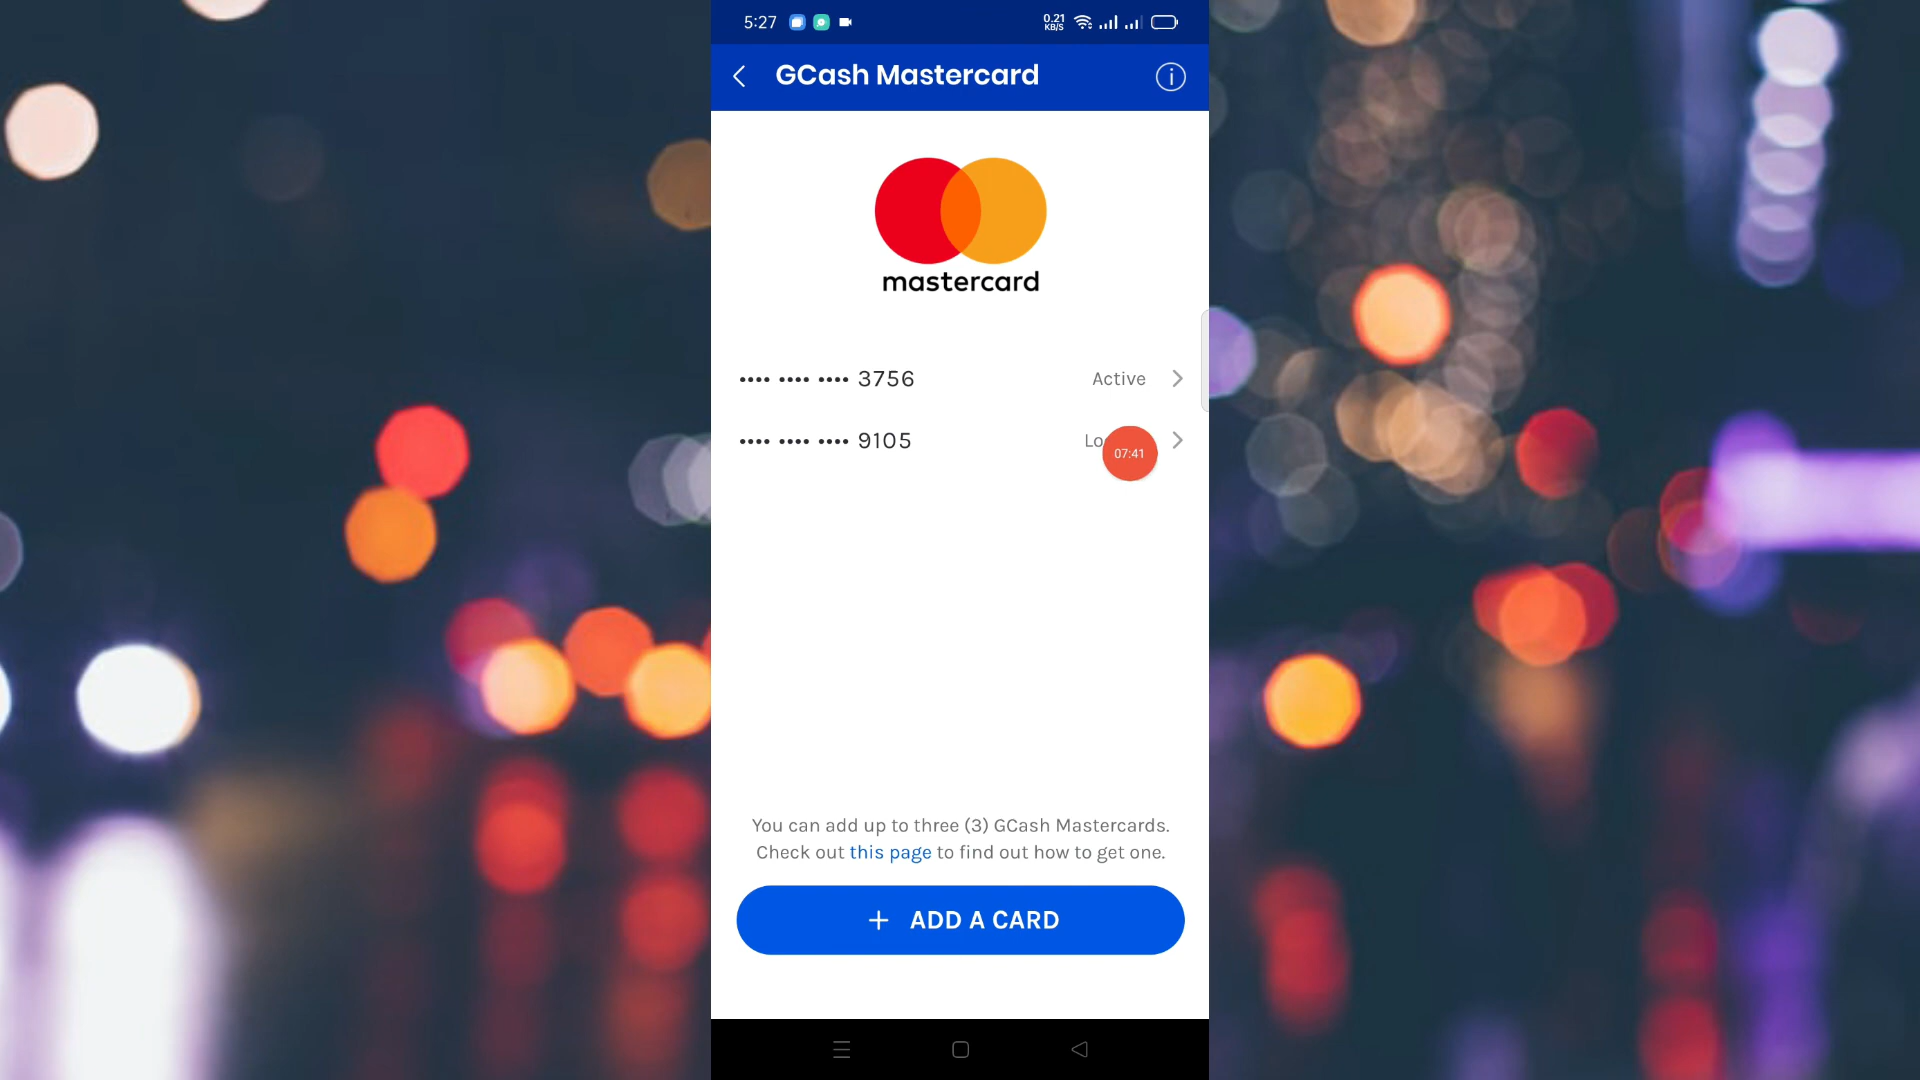 5:27
0.21
KB/S
GCash Mastercard
mastercard
•••• •••• •••• 3756 Active
•••• •••• •••• 9105
07:41
You can add up to three (3) GCash Mastercards.
Check out this page to find out how to get one.
+ ADD A CARD